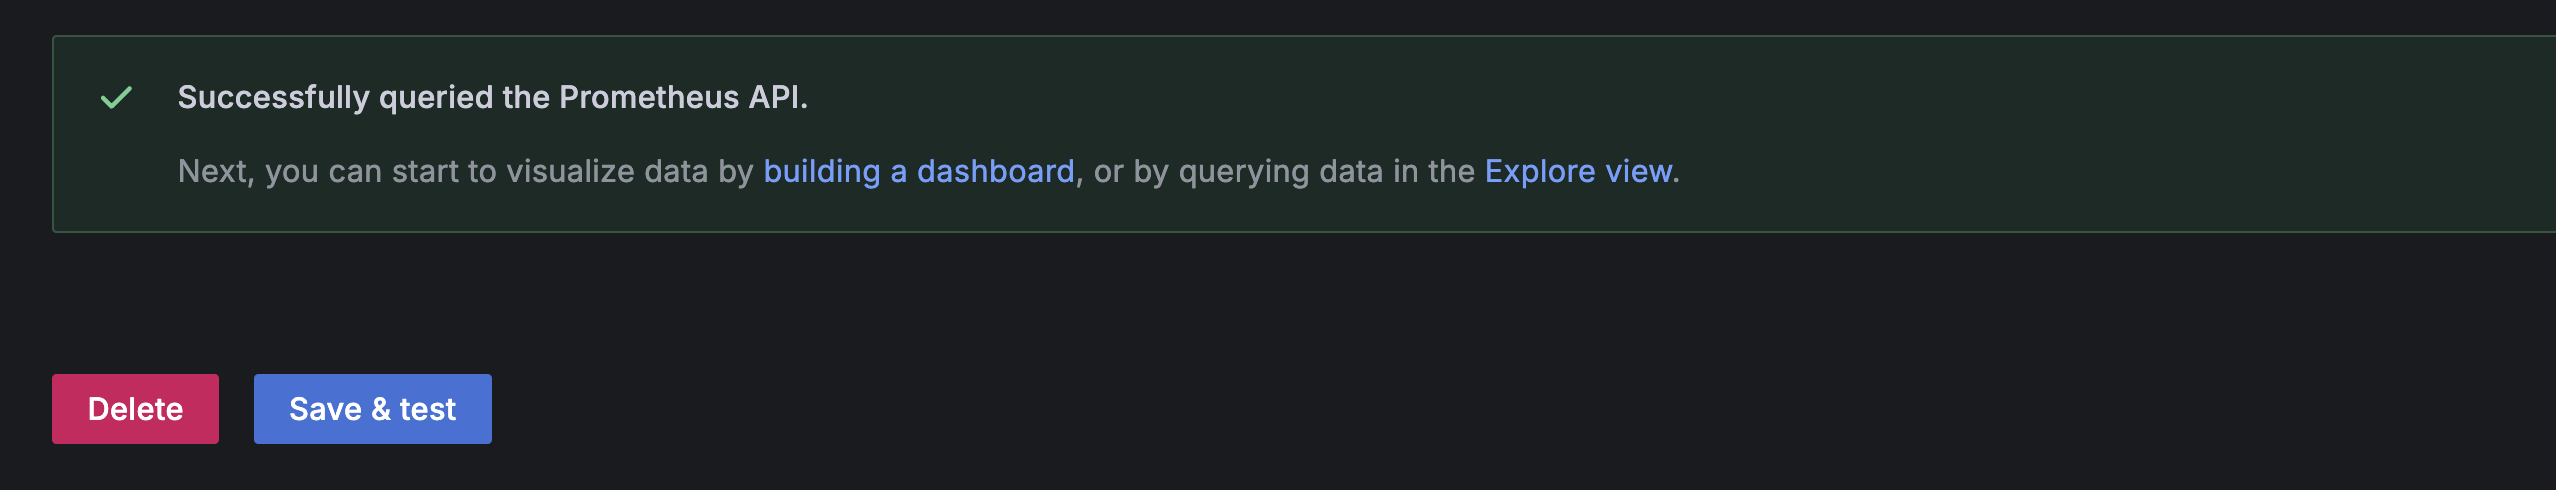 Successfully queried the Prometheus API.
Next, you can start to visualize data by building a dashboard, or by querying data in the Explore view.
Delete
Save & test